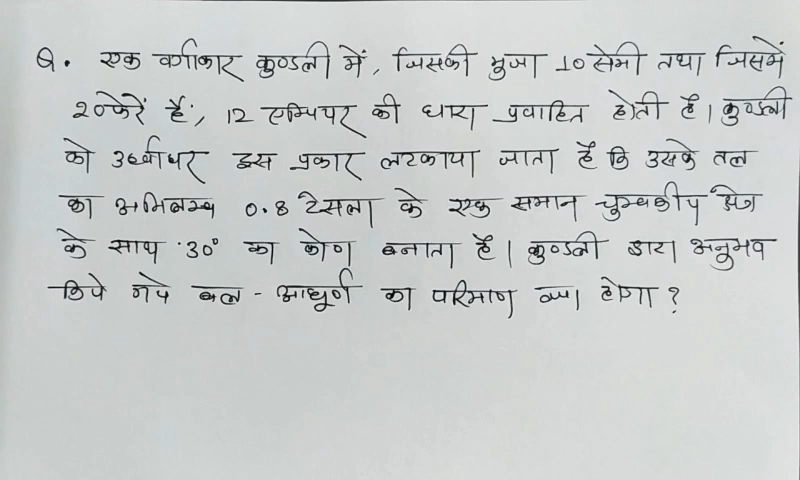 Q. एक वर्गाकार कुण्डली में, जिसकी भुजा 10 सेमी तथा जिसमें
20 फेरें हैं, 12 एम्पियर की धारा प्रवाहित होती है। कुण्डली
को उर्ध्वाधर इस प्रकार लटकाया जाता है कि उसके तल
का अभिलम्ब 0.8 टेसला के एक समान चुम्बकीय क्षेत्र
के साथ 30° का कोण बनाता है। कुण्डली द्वारा अनुभव
किये गये बल - आघूर्ण का परिमाण क्या होगा?